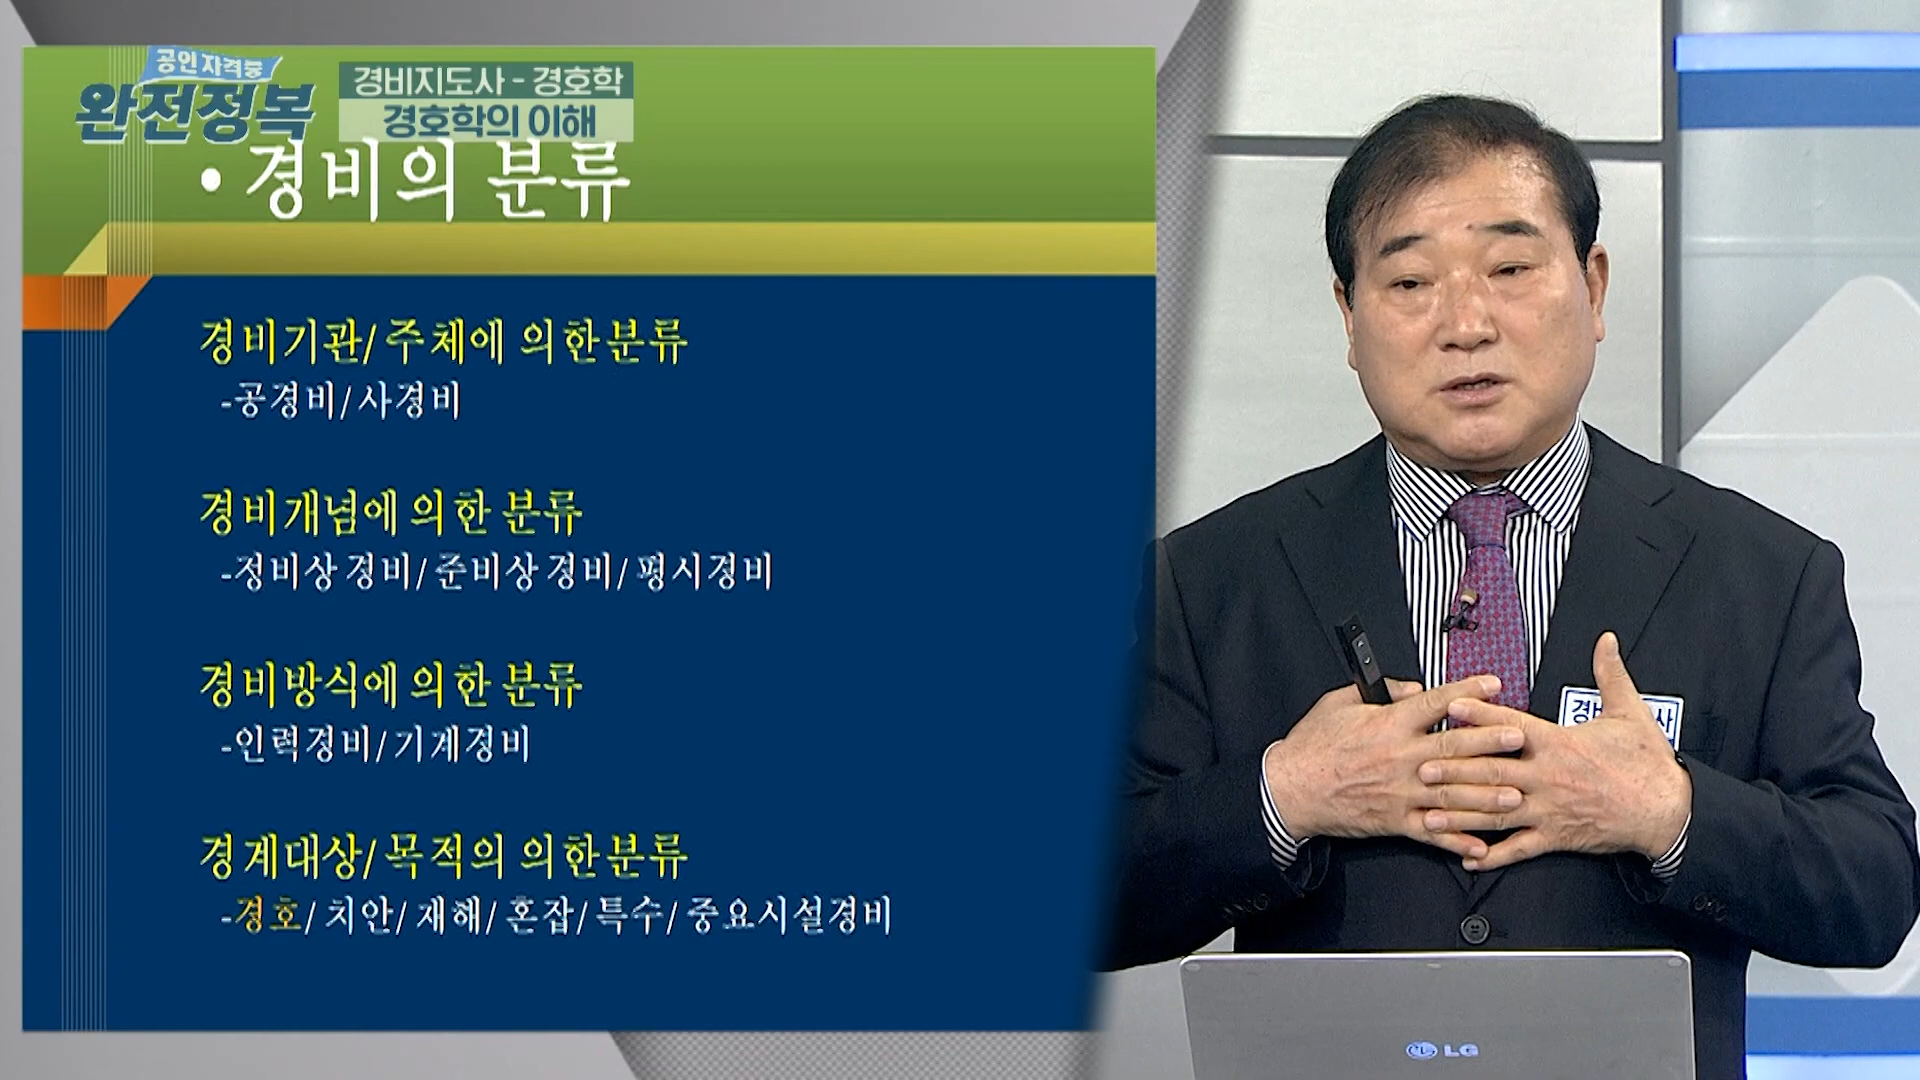 공인 자격증
완전정복
경비지도사 - 경호학
경호학의 이해
• 경비의 분류
경비기관/주체에 의한분류
-공경비/사경비
경비개념에 의한 분류
-정비상경비/준비상경비/평시경비
경비방식에 의한 분류
-인력경비/기계경비
경계대상/목적의 의한분류
-경호/치안/재해/혼잡/특수/중요시설경비
LG